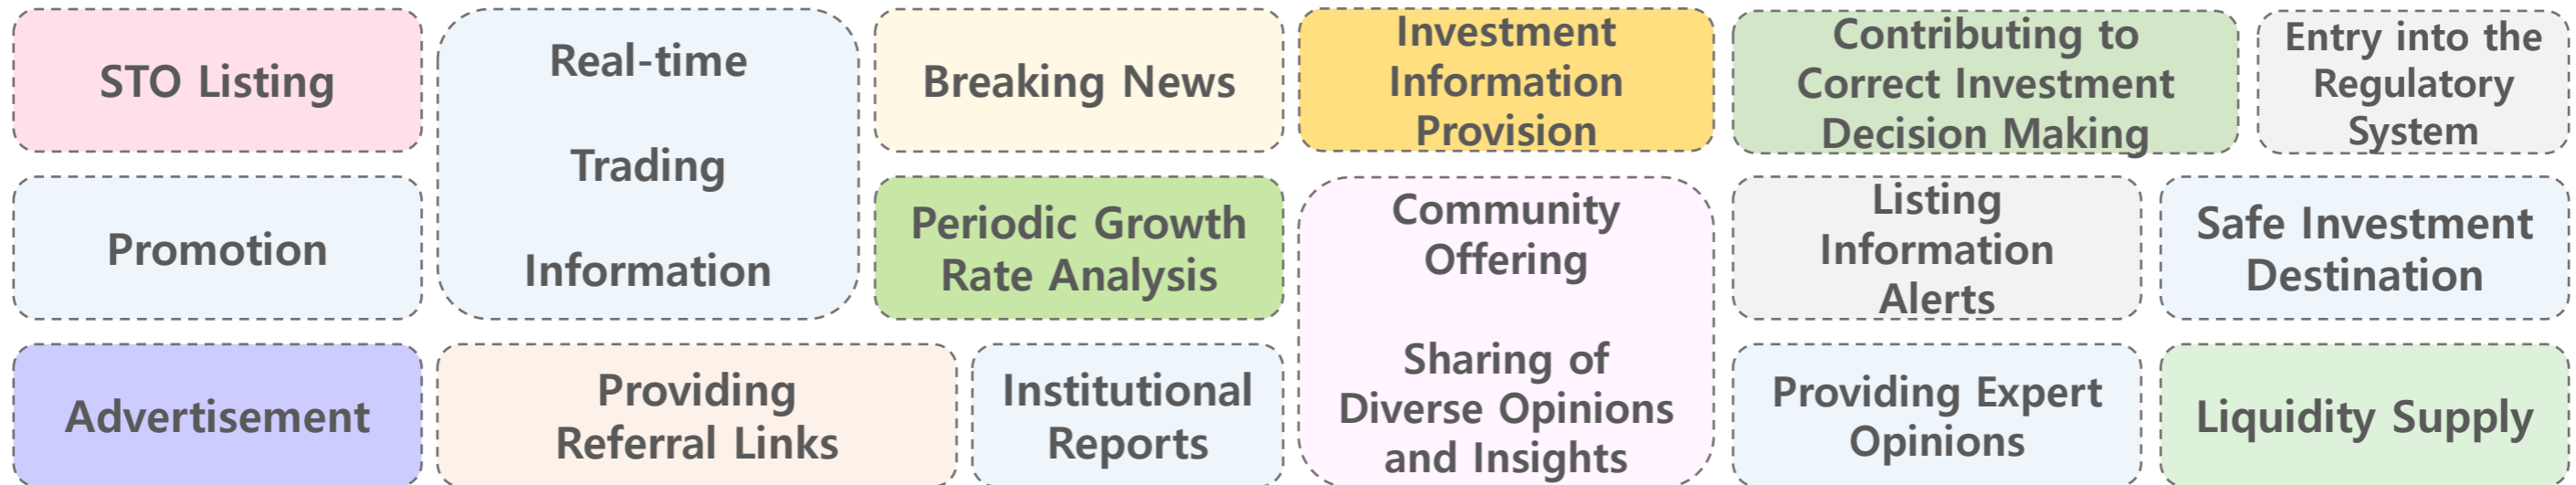 STO Listing
Real-time
Trading
Information
Breaking News
Investment
Information
Provision
Contributing to
Correct Investment
Decision Making
Entry into the
Regulatory
System
Promotion
Periodic Growth
Rate Analysis
Community
Offering
Sharing of
Diverse Opinions
and Insights
Listing
Information
Alerts
Safe Investment
Destination
Advertisement
Providing
Referral Links
Institutional
Reports
Providing Expert
Opinions
Liquidity Supply